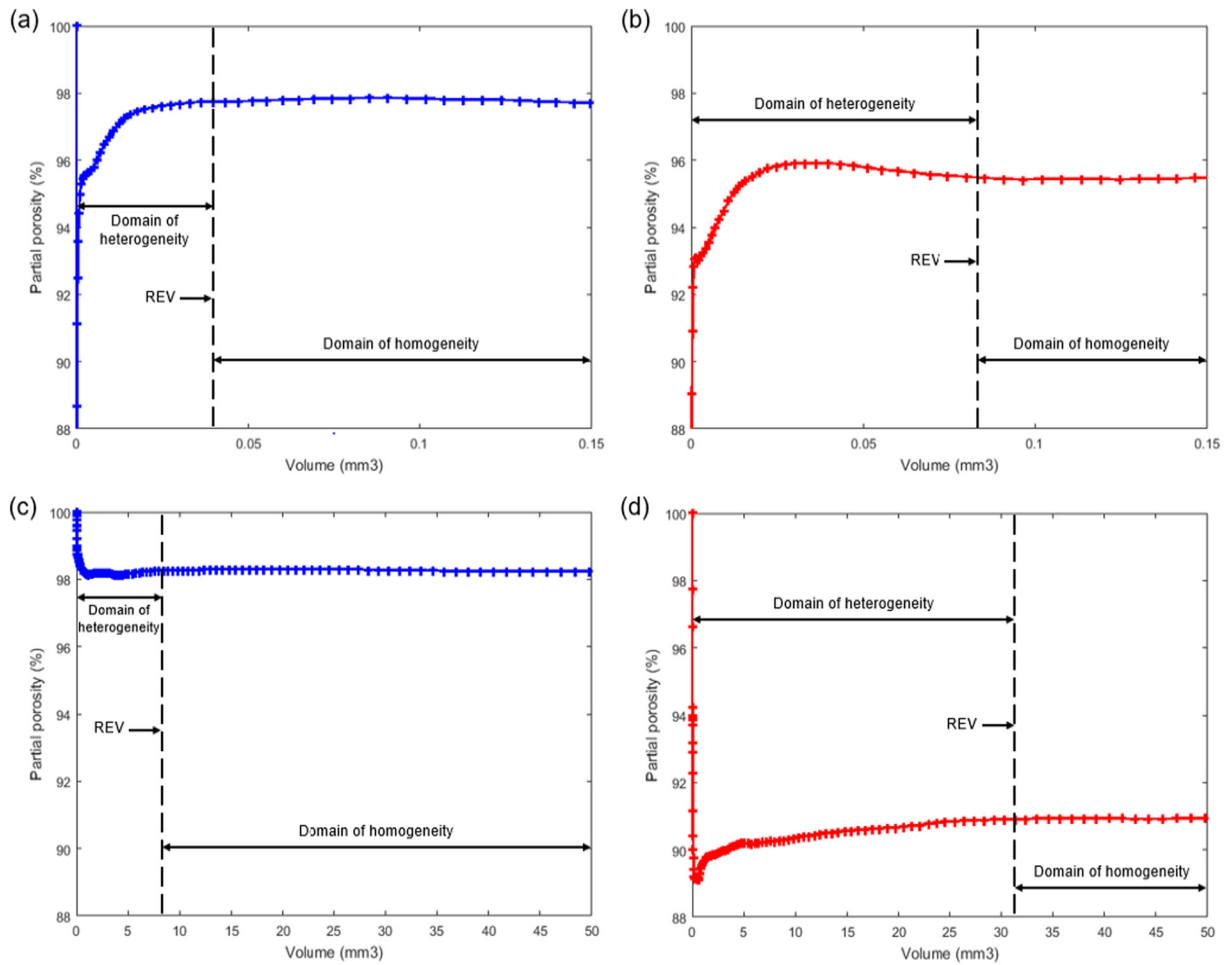 (a)
100
98
96
94
92
90
88
Partial porosity (%)
Domain of
heterogeneity
REV
Domain of homogeneity
0
0.05
0.1
0.15
Volume (mm3)
(b)
100
98
96
94
92
90
88
Partial porosity (%)
Domain of heterogeneity
REV
Domain of homogeneity
0
0.05
0.1
0.15
Volume (mm3)
(c)
100
98
96
94
92
90
88
Partial porosity (%)
Domain of
heterogeneity
REV
Domain of homogeneity
0
5
10
15
20
25
30
35
40
45
50
Volume (mm3)
(d)
100
98
96
94
92
90
88
Partial porosity (%)
Domain of heterogeneity
REV
Domain of homogeneity
0
5
10
15
20
25
30
35
40
45
50
Volume (mm3)